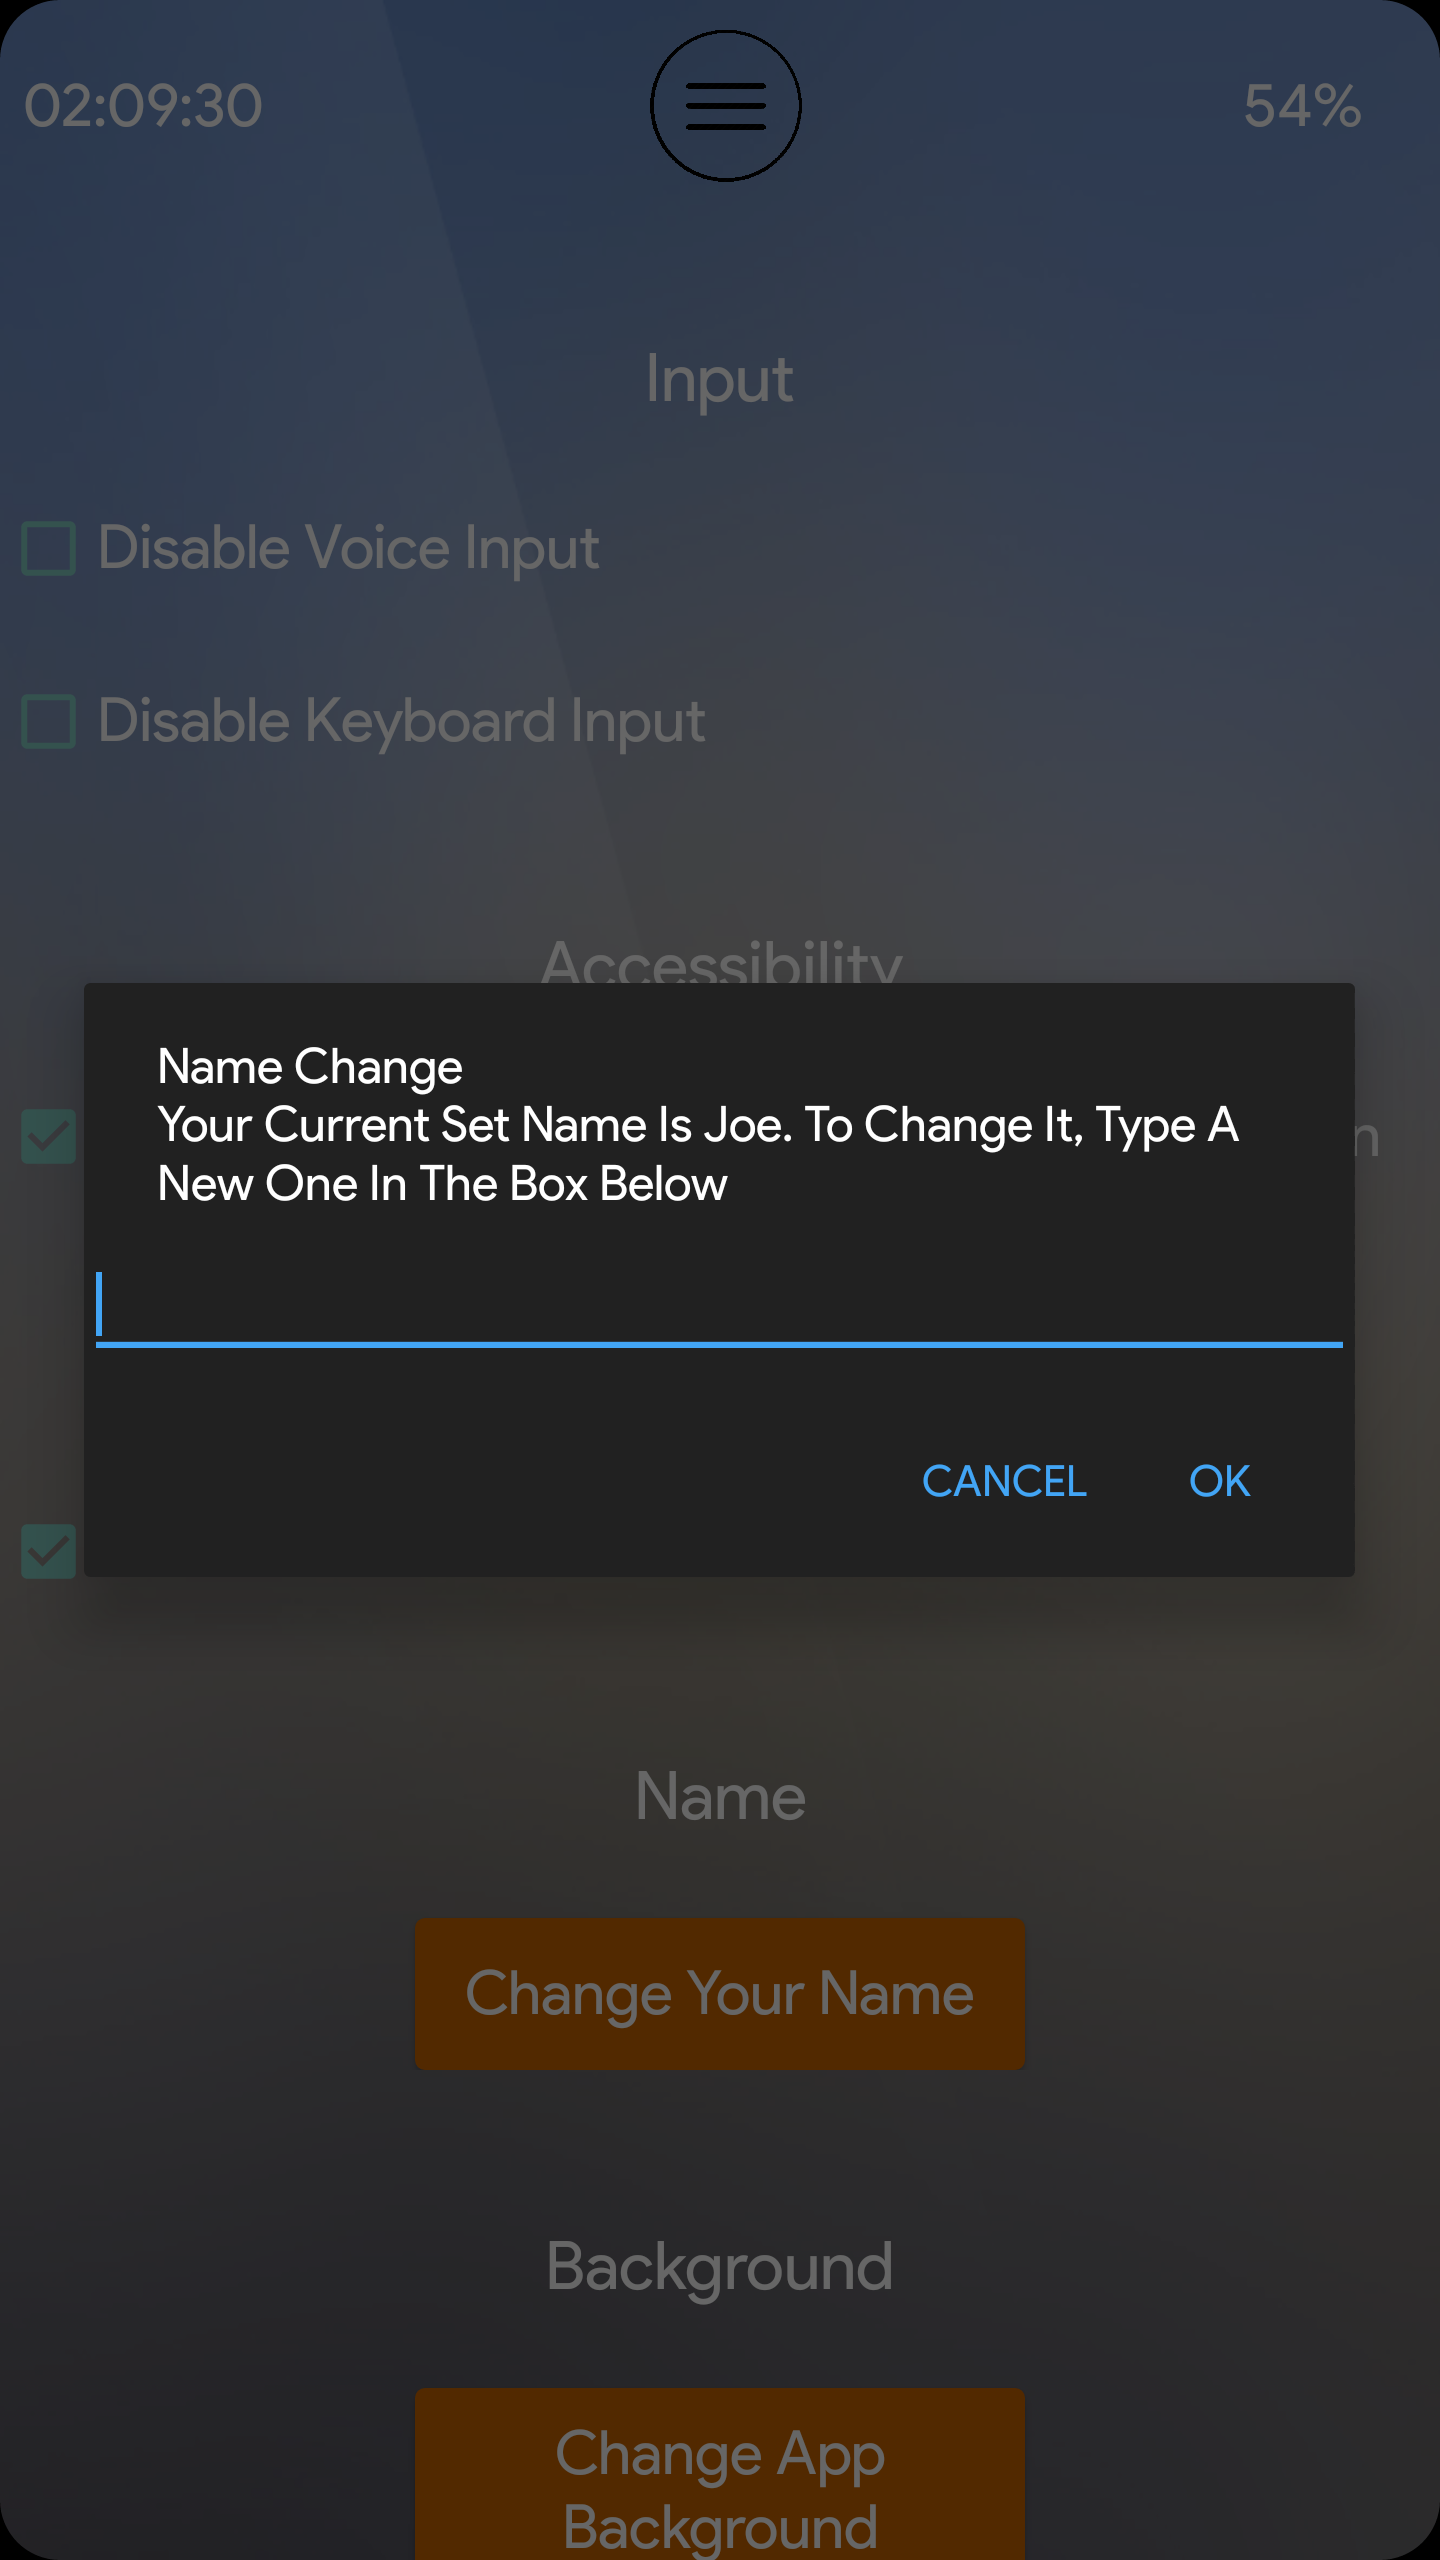 02:09:30
54%
Input
Disable Voice Input
Disable Keyboard Input
Accessibility
Name Change
Your Current Set Name Is Joe. To Change It, Type A
New One In The Box Below
n
CANCEL
OK
Name
Change Your Name
Background
Change App
Background